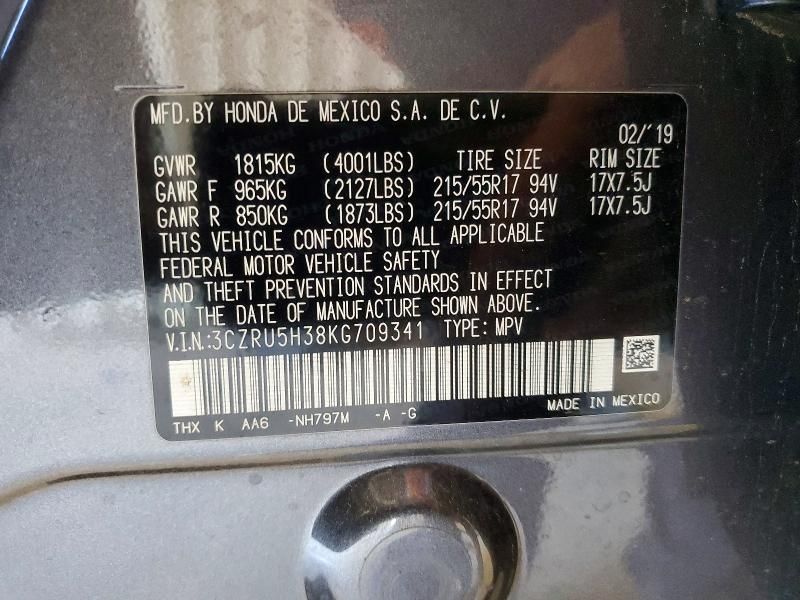 MFD.BY HONDA DE MEXICO S.A. DE C.V.
02/'19
GVWR 1815KG (4001LBS) TIRE SIZE RIM SIZE
GAWR F 965KG (2127LBS) 215/55R17 94V 17X7.5J
GAWR R 850KG (1873LBS) 215/55R17 94V 17X7.5J
THIS VEHICLE CONFORMS TO ALL APPLICABLE
FEDERAL MOTOR VEHICLE SAFETY
AND THEFT PREVENTION STANDARDS IN EFFECT
ON THE DATE OF MANUFACTURE SHOWN ABOVE.
V.I.N.:3CZRU5H38KG709341 TYPE: MPV
THX K AA6 -NH797M -A -G MADE IN MEXICO